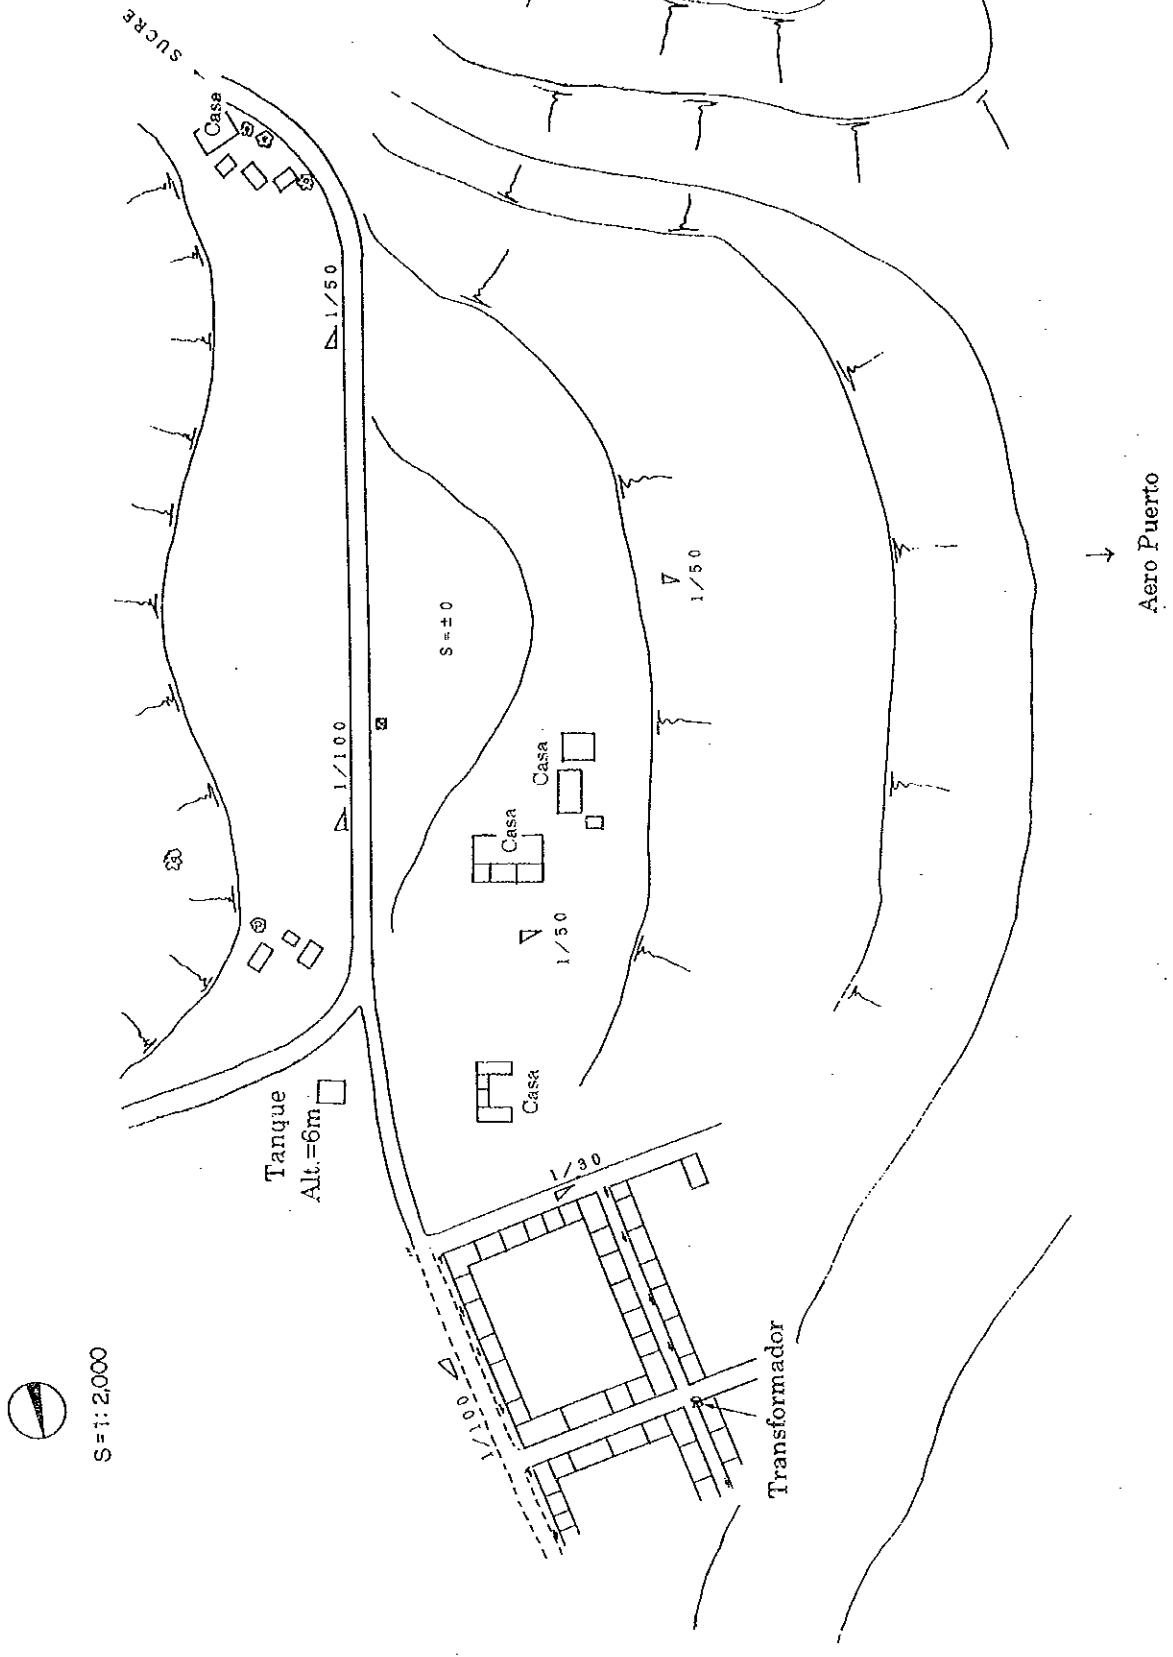 SUCRE
Casa
1/50
1/100
S=±0
1/50
Casa
Casa
1/50
Casa
Tanque
Alt.=6m
1/30
1/100
Transformador
Aero Puerto
S=1:2,000